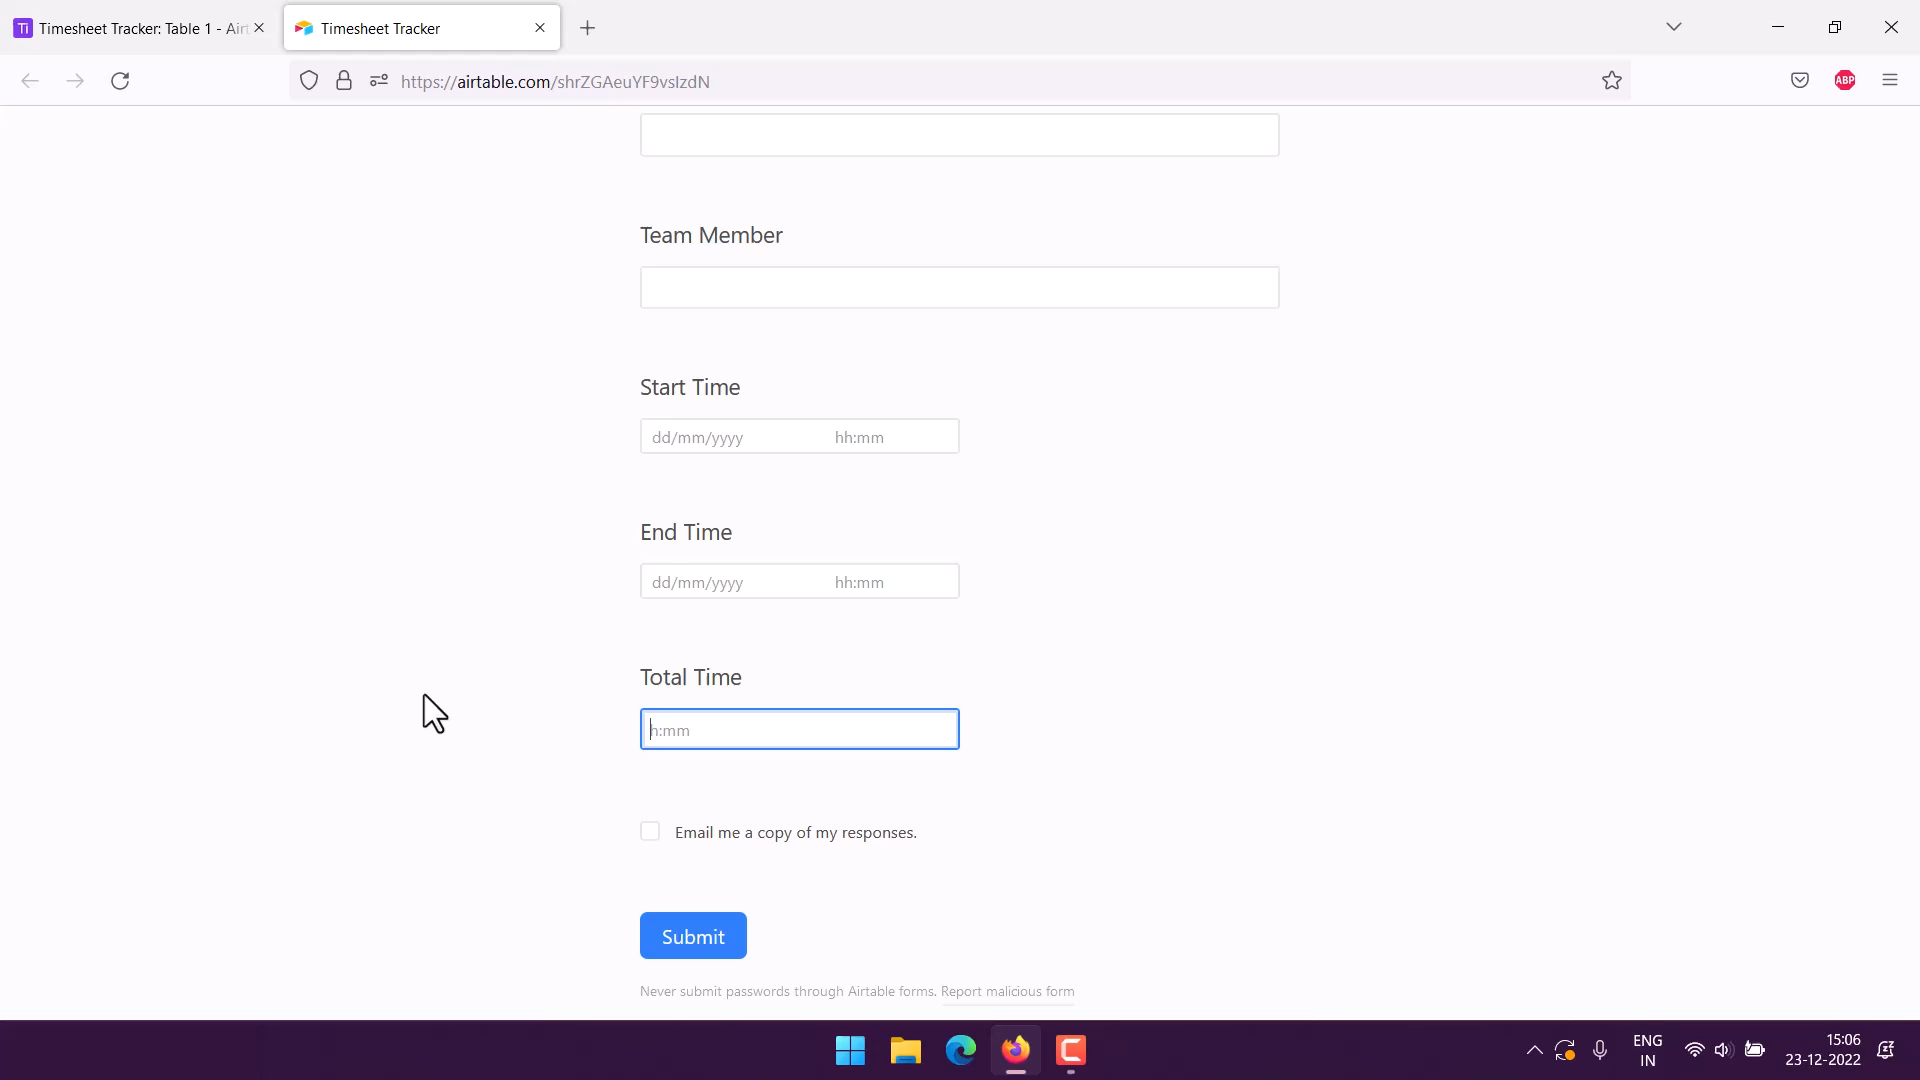 Timesheet Tracker: Table 1 - Airt
Timesheet Tracker
https://airtable.com/shrZGAeuYF9vsIzdN
ABP
Team Member
Start Time
dd/mm/yyyy hh:mm
End Time
dd/mm/yyyy hh:mm
Total Time
h:mm
Email me a copy of my responses.
Submit
Never submit passwords through Airtable forms. Report malicious form
ENG
IN
15:06
23-12-2022